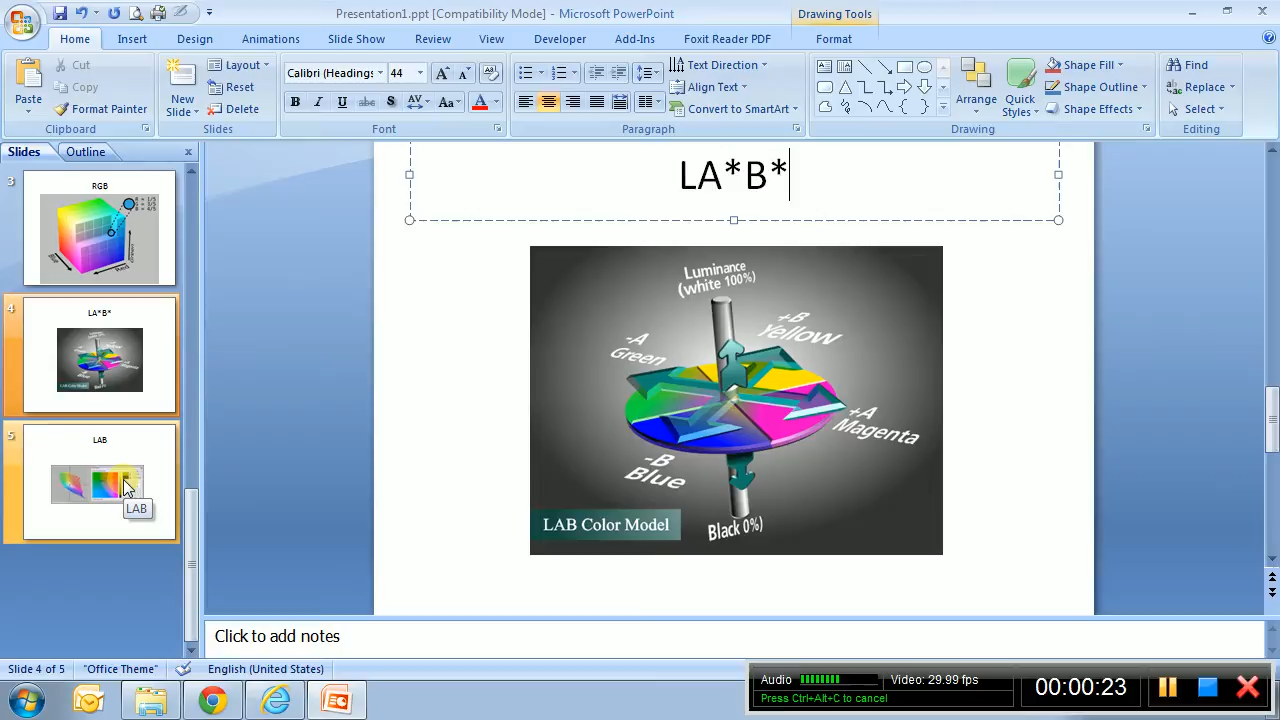 Presentation1.ppt [Compatibility Mode] - Microsoft PowerPoint
Drawing Tools
Home Insert Design Animations Slide Show Review View Developer Add-Ins Foxit Reader PDF Format
Paste
Cut
Copy
Format Painter
Clipboard
New Slide
Layout
Reset
Delete
Slides
44
B I U abc S AV Aa A
Font
Text Direction
Align Text
Convert to SmartArt
Paragraph
Arrange
Quick Styles
Shape Fill
Shape Outline
Shape Effects
Drawing
Find
Replace
Select
Editing
Slides Outline
3
RGB
4
LA*B*
LAB Color Model
5
LAB
LAB
LA*B*
Luminance
(white 100%)
+B
Yellow
-A
Green
+A
Magenta
-B
Blue
LAB Color Model
Black 0%)
Click to add notes
Slide 4 of 5
"Office Theme"
English (United States)
Audio
Video: 29.99 fps
Press Ctrl+Alt+C to cancel
00:00:23